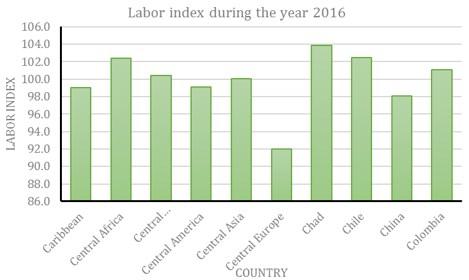 Labor index during the year 2016
LABOR INDEX
106.0
104.0
102.0
100.0
98.0
96.0
94.0
92.0
90.0
88.0
86.0
Caribbean
Central Africa
Central...
Central America
Central Asia
Central Europe
Chad
Chile
China
Colombia
COUNTRY